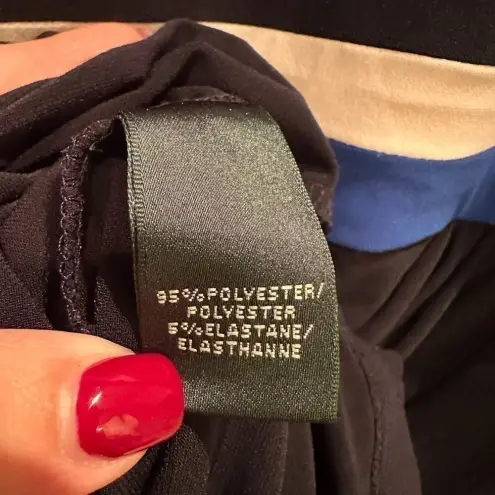 95%POLYESTER/
POLYESTER
5%ELASTANE/
ELASTHANNE